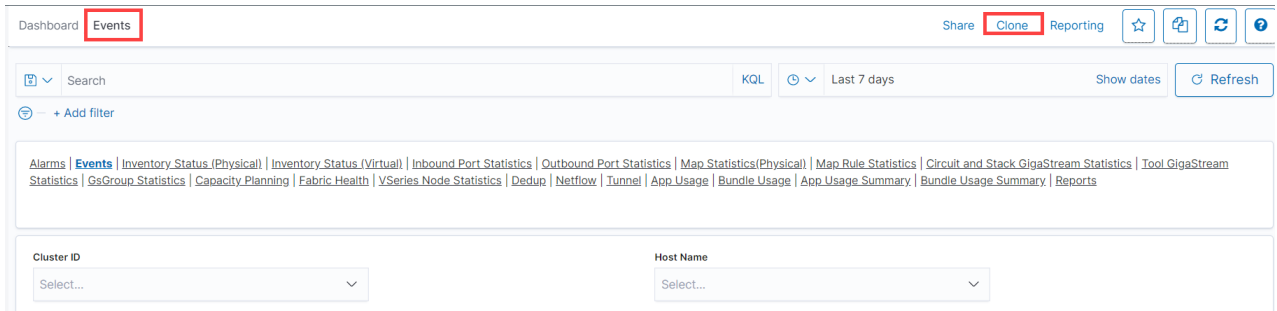 Dashboard Events Share Clone Reporting
Search KQL Last 7 days Show dates Refresh
+ Add filter
Alarms | Events | Inventory Status (Physical) | Inventory Status (Virtual) | Inbound Port Statistics | Outbound Port Statistics | Map Statistics(Physical) | Map Rule Statistics | Circuit and Stack GigaStream Statistics | Tool GigaStream
Statistics | GsGroup Statistics | Capacity Planning | Fabric Health | VSeries Node Statistics | Dedup | Netflow | Tunnel | App Usage | Bundle Usage | App Usage Summary | Bundle Usage Summary | Reports
Cluster ID Host Name
Select... Select...